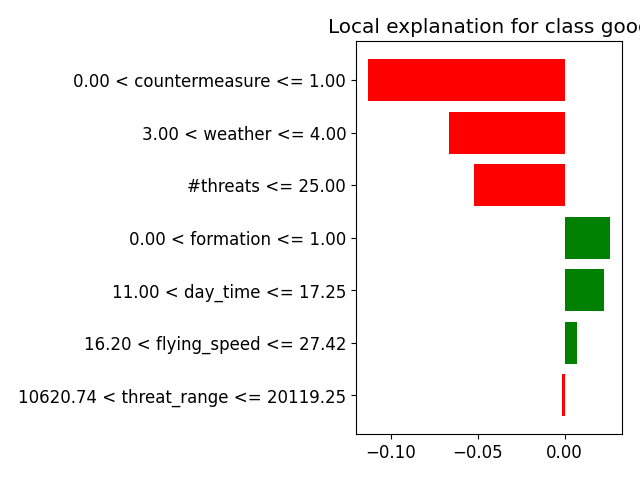 Local explanation for class good
0.00 < countermeasure <= 1.00
3.00 < weather <= 4.00
#threats <= 25.00
0.00 < formation <= 1.00
11.00 < day_time <= 17.25
16.20 < flying_speed <= 27.42
10620.74 < threat_range <= 20119.25
−0.10 −0.05 0.00